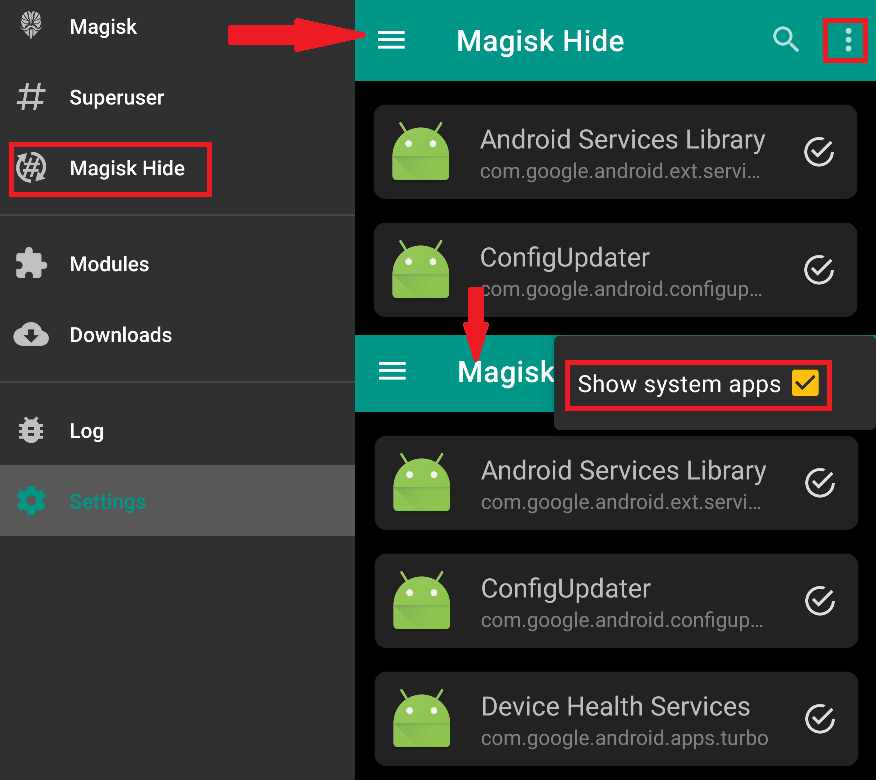 Magisk
Superuser
Magisk Hide
Modules
Downloads
Log
Settings
Magisk Hide
Android Services Library
com.google.android.ext.servi...
ConfigUpdater
com.google.android.configup...
Magisk
Show system apps
Android Services Library
com.google.android.ext.servi...
ConfigUpdater
com.google.android.configup...
Device Health Services
com.google.android.apps.turbo